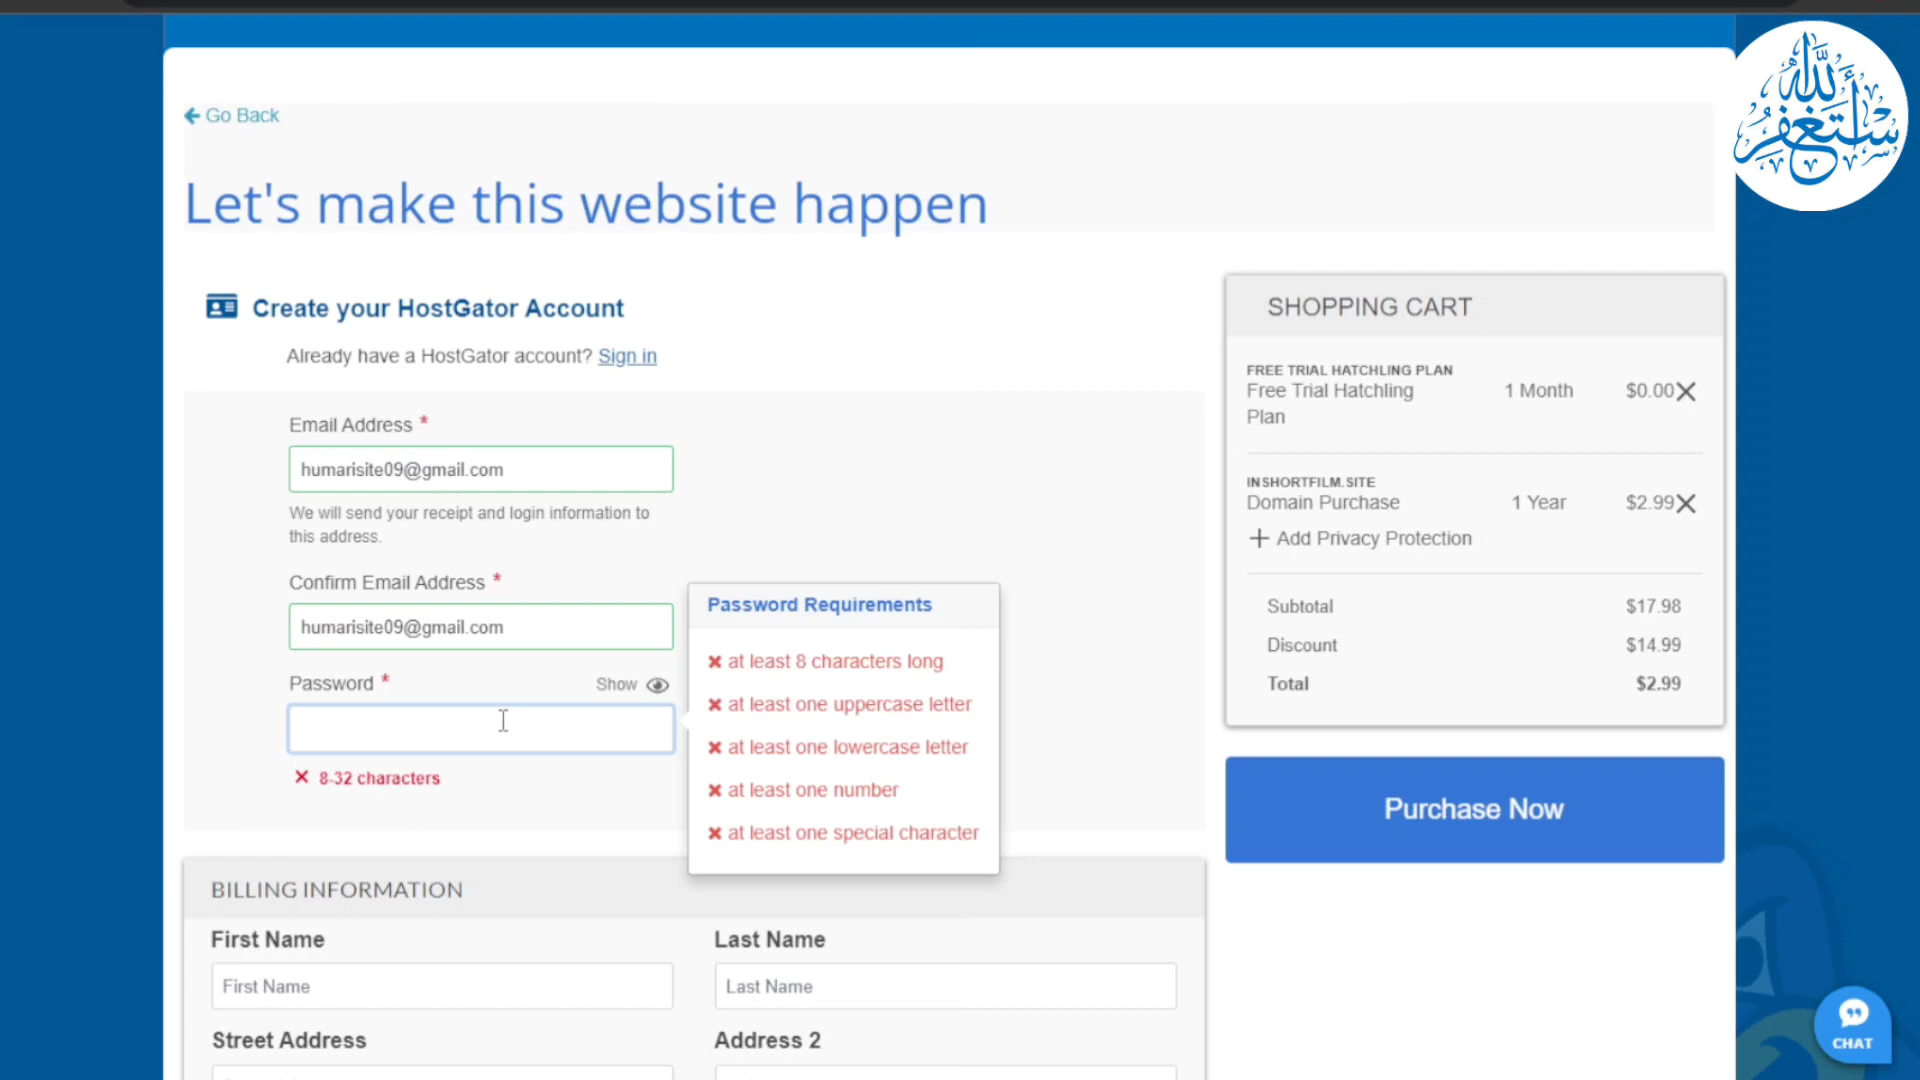 أستغفر الله
Go Back
Let's make this website happen
Create your HostGator Account
Already have a HostGator account? Sign in
Email Address *
humarisite09@gmail.com
We will send your receipt and login information to
this address.
Confirm Email Address *
humarisite09@gmail.com
Password *
Show
8-32 characters
Password Requirements
at least 8 characters long
at least one uppercase letter
at least one lowercase letter
at least one number
at least one special character
SHOPPING CART
FREE TRIAL HATCHLING PLAN
Free Trial Hatchling 1 Month $0.00
Plan
INSHORTFILM.SITE
Domain Purchase 1 Year $2.99
Add Privacy Protection
Subtotal $17.98
Discount $14.99
Total $2.99
Purchase Now
BILLING INFORMATION
First Name Last Name
First Name Last Name
Street Address Address 2
CHAT